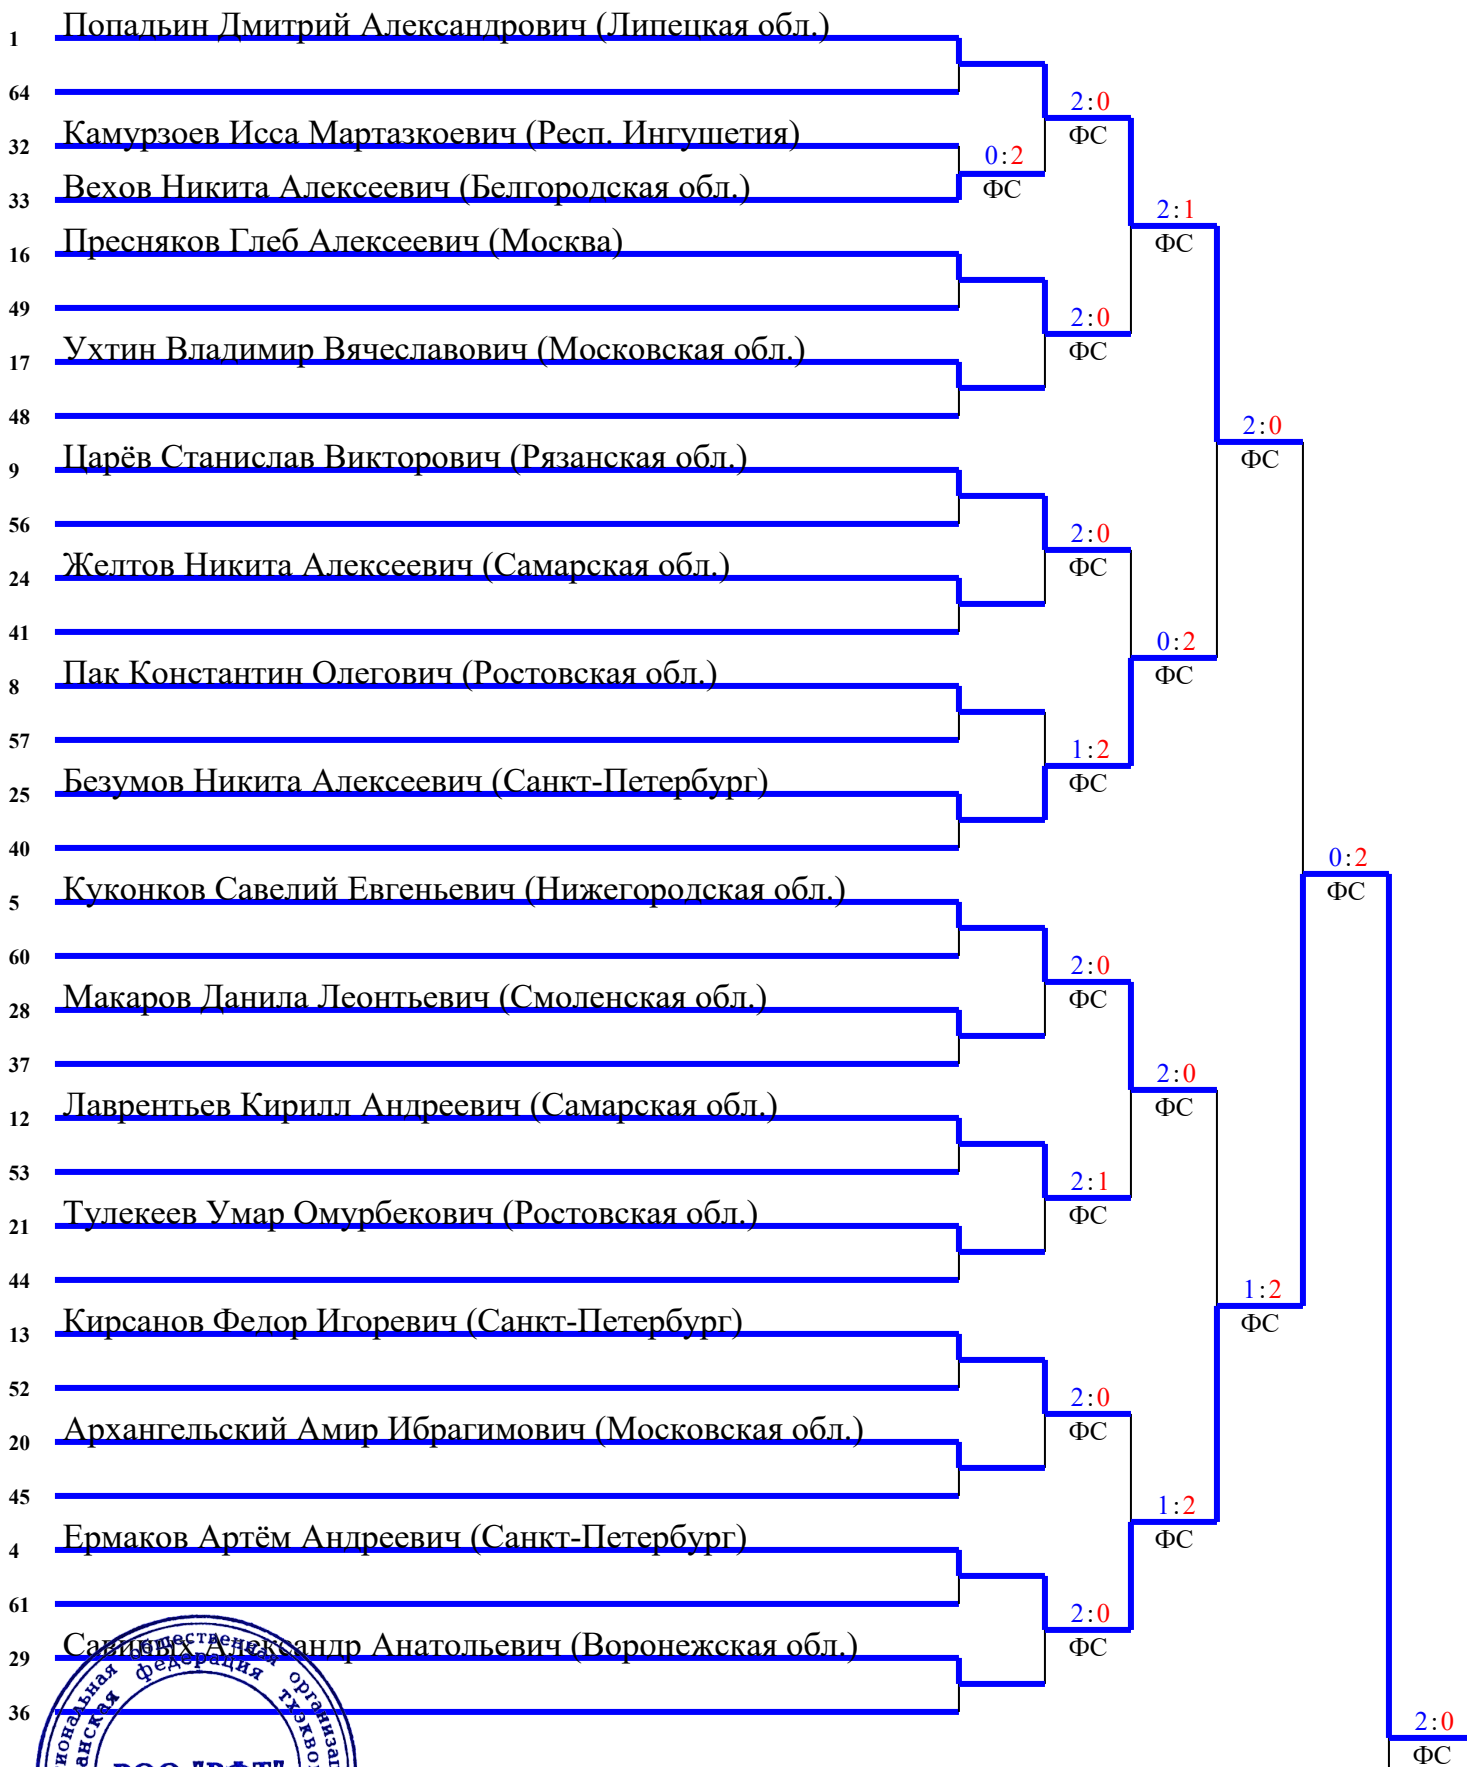 1 Попадьин Дмитрий Александрович (Липецкая обл.)
64
2:0
ФС
32 Камурзоев Исса Мартазкоевич (Респ. Ингушетия)
0:2
ФС
33 Вехов Никита Алексеевич (Белгородская обл.)
2:1
ФС
16 Пресняков Глеб Алексеевич (Москва)
49
2:0
ФС
17 Ухтин Владимир Вячеславович (Московская обл.)
48
2:0
ФС
9 Царёв Станислав Викторович (Рязанская обл.)
56
2:0
ФС
24 Желтов Никита Алексеевич (Самарская обл.)
41
0:2
ФС
8 Пак Константин Олегович (Ростовская обл.)
57
1:2
ФС
25 Безумов Никита Алексеевич (Санкт-Петербург)
40
0:2
ФС
5 Куконков Савелий Евгеньевич (Нижегородская обл.)
60
2:0
ФС
28 Макаров Данила Леонтьевич (Смоленская обл.)
37
2:0
ФС
12 Лаврентьев Кирилл Андреевич (Самарская обл.)
53
2:1
ФС
21 Тулекеев Умар Омурбекович (Ростовская обл.)
44
1:2
ФС
13 Кирсанов Федор Игоревич (Санкт-Петербург)
52
2:0
ФС
20 Архангельский Амир Ибрагимович (Московская обл.)
45
1:2
ФС
4 Ермаков Артём Андреевич (Санкт-Петербург)
61
2:0
ФС
29 Савиных Александр Анатольевич (Воронежская обл.)
36
2:0
ФС
общественная
федерация